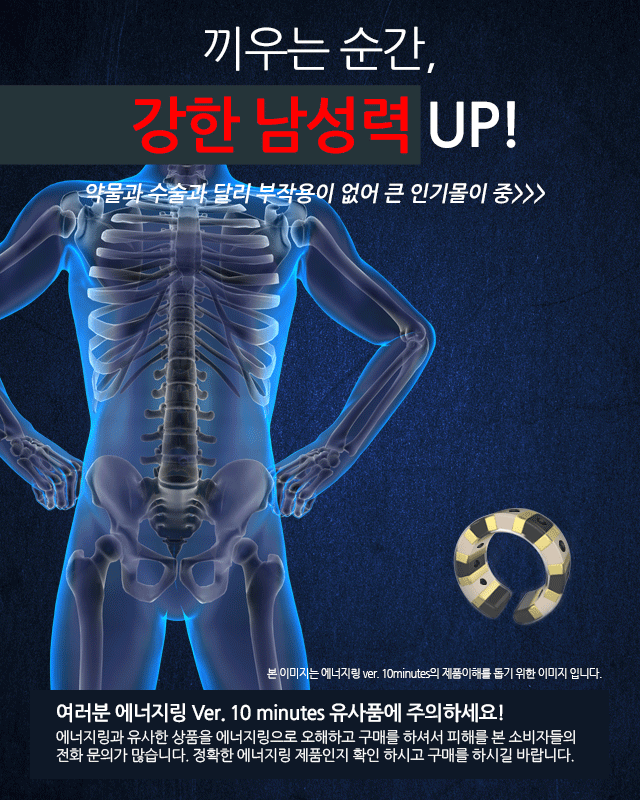 끼우는 순간,
강한 남성력 UP!
약물과 수술과 달리 부작용이 없어 큰 인기몰이 중>>>
본 이미지는 에너지링 ver. 10minutes의 제품이해를 돕기 위한 이미지 입니다.
여러분 에너지링 Ver. 10 minutes 유사품에 주의하세요!
에너지링과 유사한 상품을 에너지링으로 오해하고 구매를 하셔서 피해를 본 소비자들의
전화 문의가 많습니다. 정확한 에너지링 제품인지 확인 하시고 구매를 하시길 바랍니다.